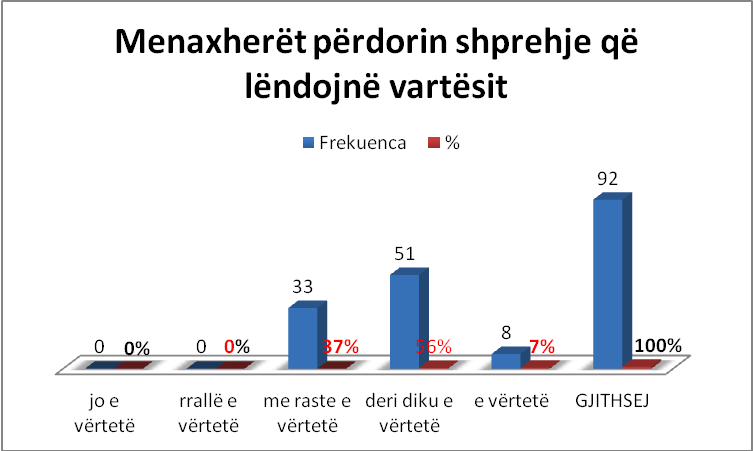 Menaxherët përdorin shprehje që
lëndojnë vartësit
Frekuenca %
92
51
33
8
0 0% 0 0% 37% 56% 7% 100%
jo e vërtetë
rrallë e vërtetë
me raste e vërtetë
deri diku e vërtetë
e vërtetë
GJITHSEJ